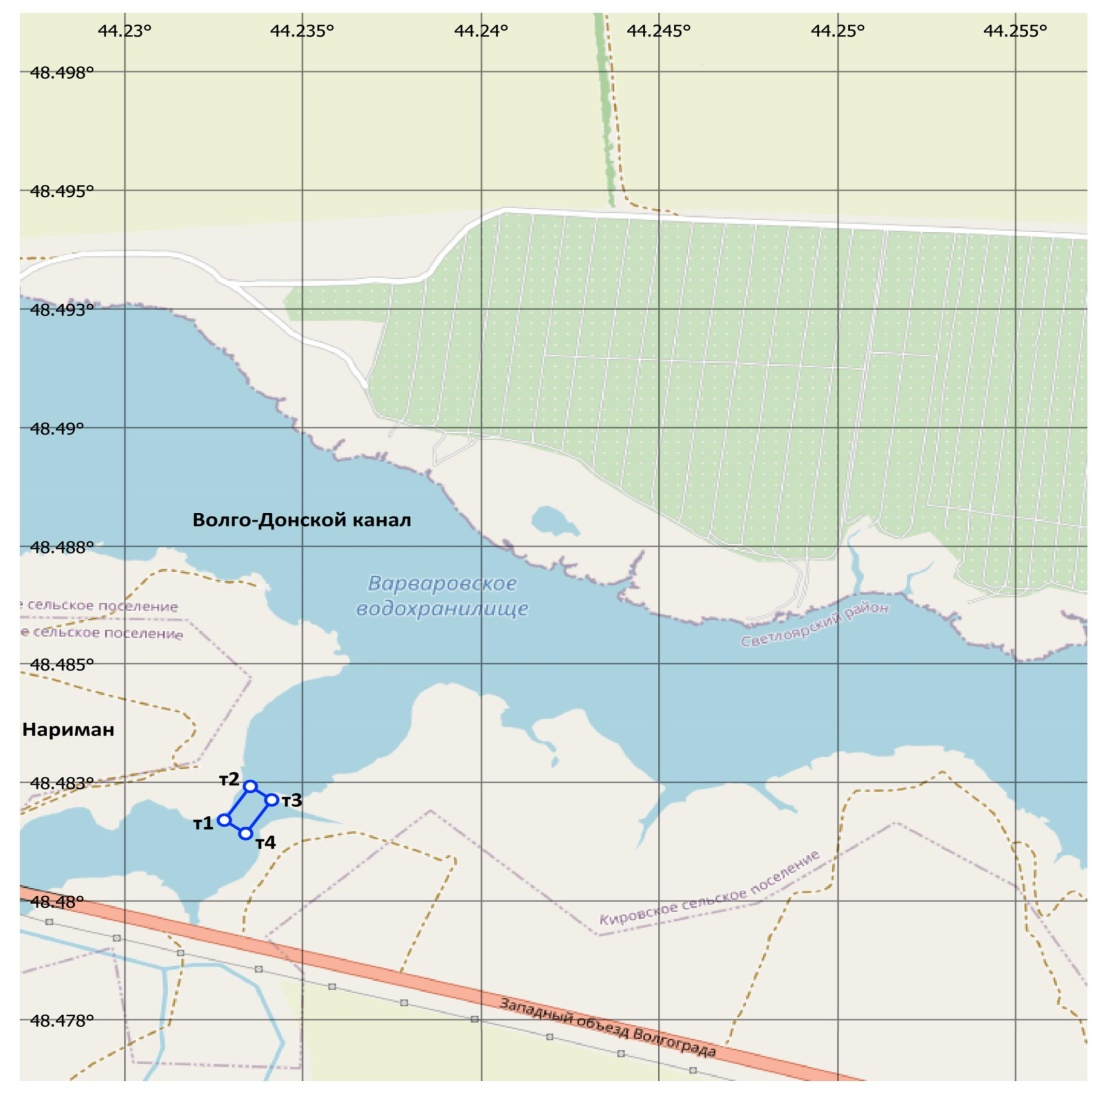 44.23° 44.235° 44.24° 44.245° 44.25° 44.255°
48.498°
48.495°
48.493°
48.49°
Волго-Донской канал
48.488°
Варваровское
водохранилище
е сельское поселение
Светлоярский район
е сельское поселение
48.485°
Нариман
48.483°
т2
т3
т1
т4
Кировское сельское поселение
48.48°
Западный объезд Волгограда
48.478°